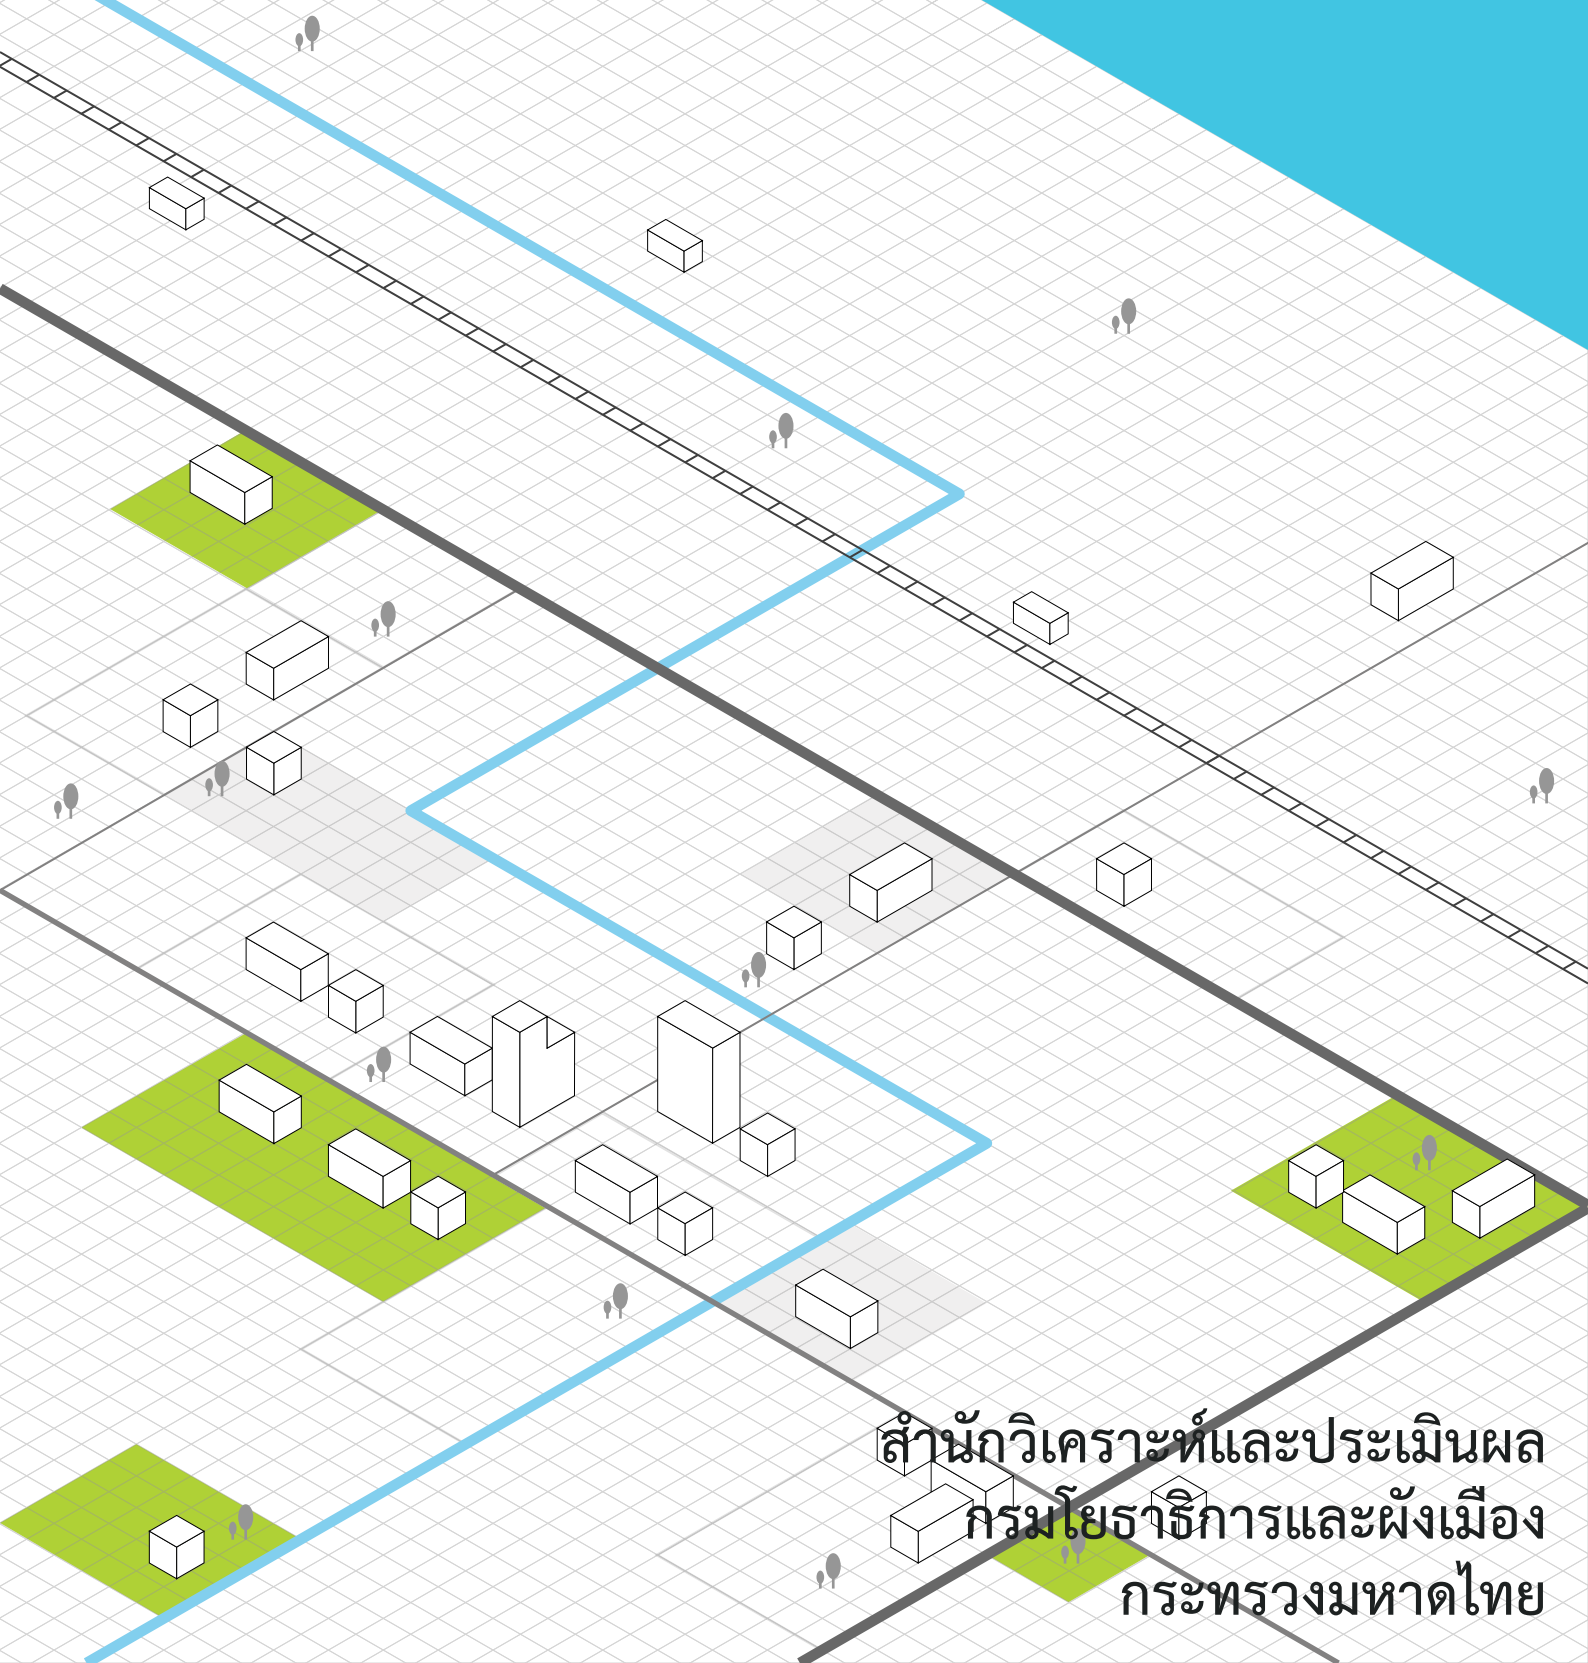 สำนักวิเคราะห์และประเมินผล
กรมโยธาธิการและผังเมือง
กระทรวงมหาดไทย